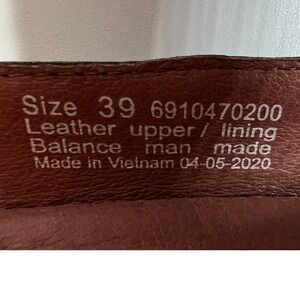 Size 39 6910470200
Leather upper/ lining
Balance man made
Made in Vietnam 04-05-2020